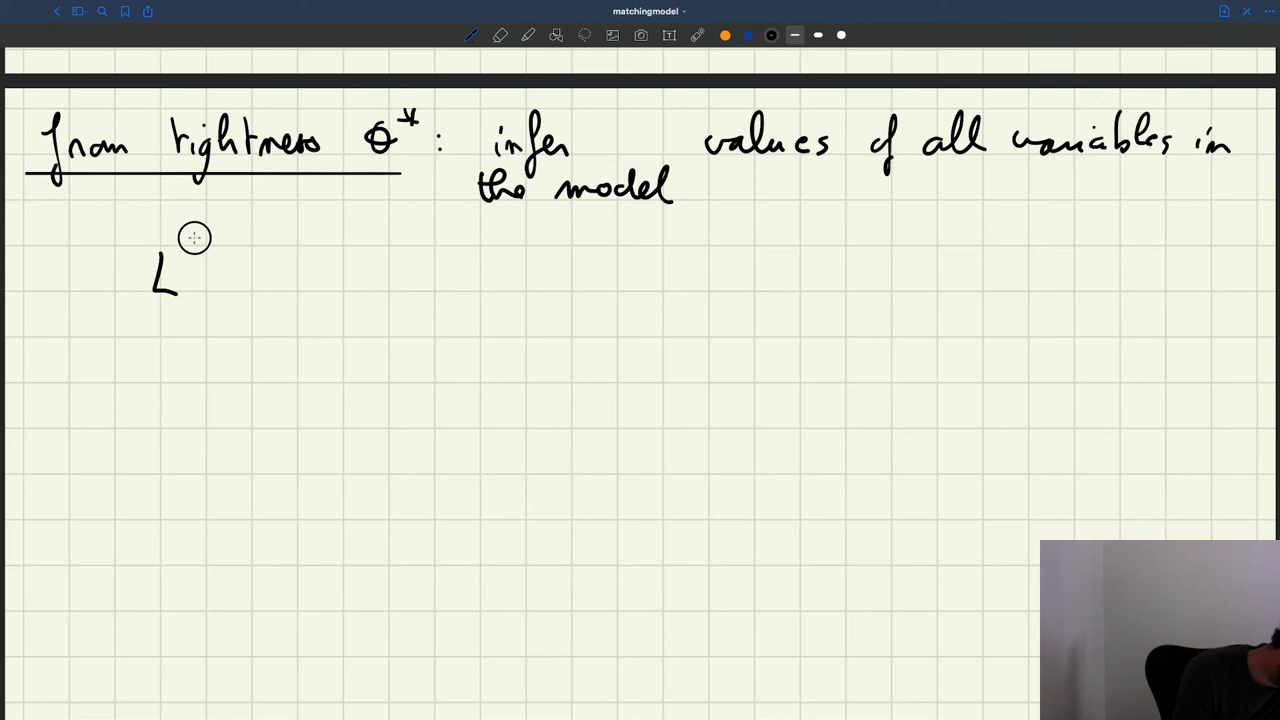 matchingmodel
from tightness θ* : infer values of all variables in
the model
L